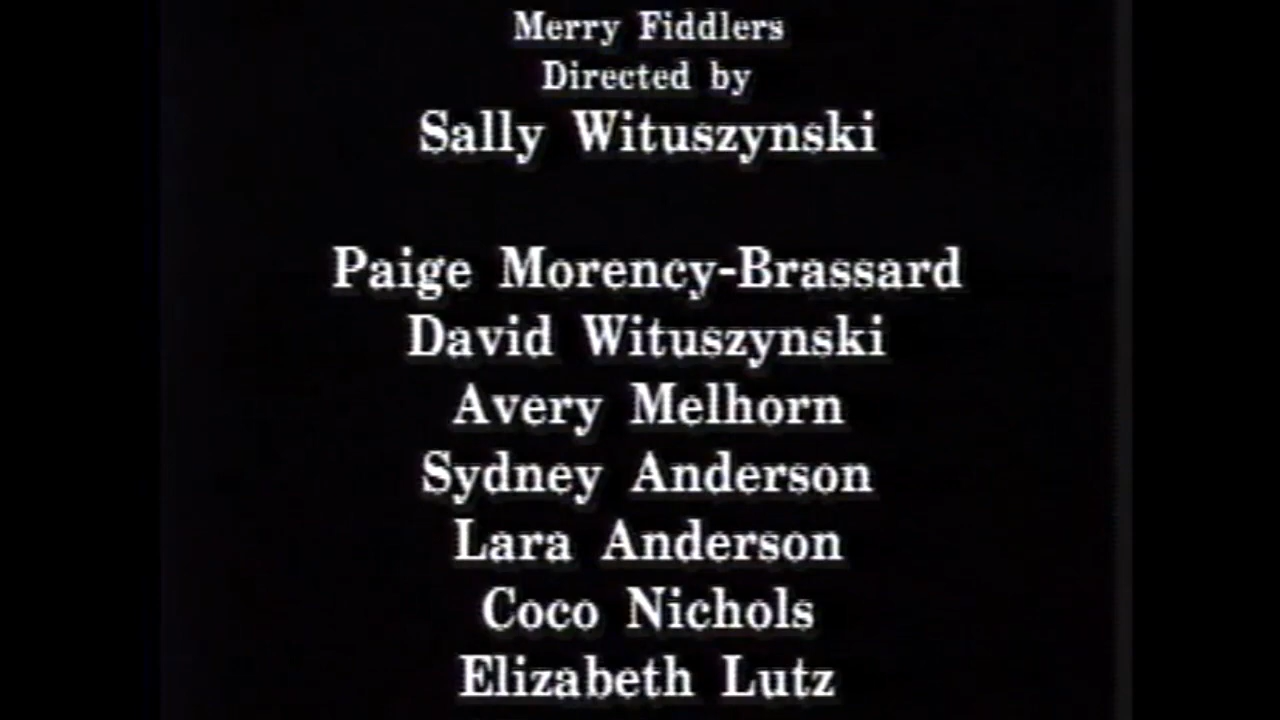 Merry Fiddlers
Directed by
Sally Wituszynski
Paige Morency-Brassard
David Wituszynski
Avery Melhorn
Sydney Anderson
Lara Anderson
Coco Nichols
Elizabeth Lutz